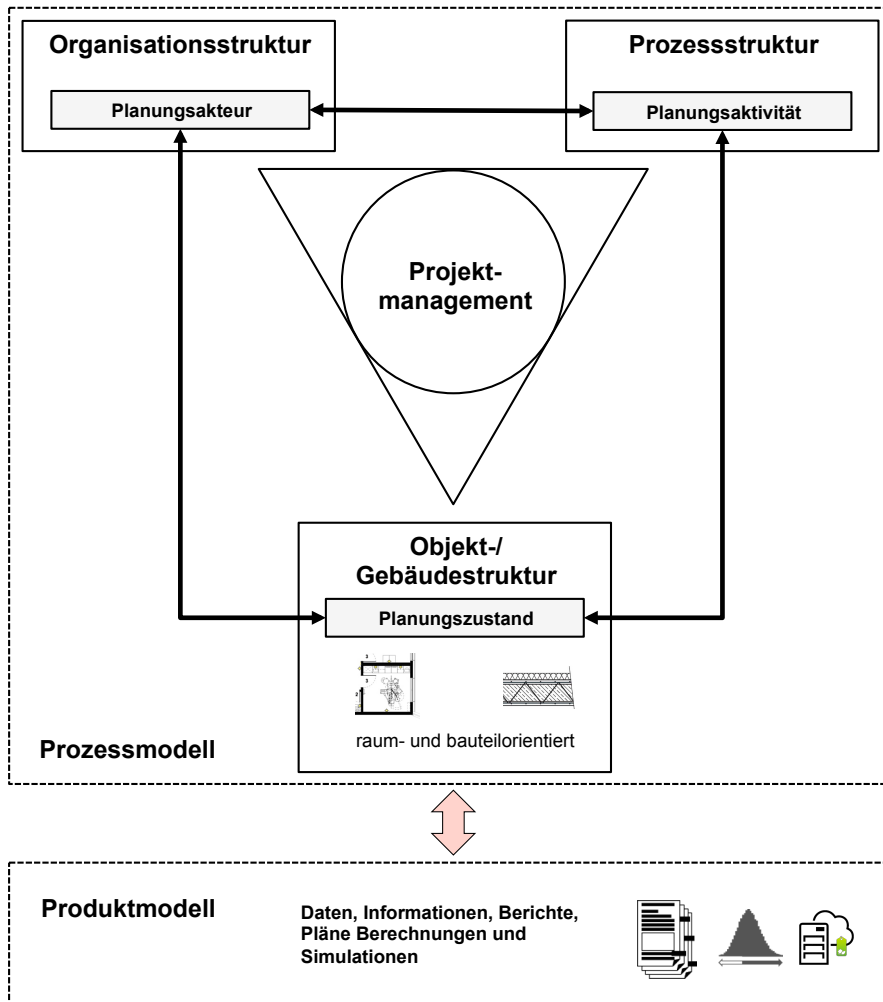 Organisationsstruktur
Prozessstruktur
Planungsakteur
Planungsaktivität
Projekt-
management
Objekt-/
Gebäudestruktur
Planungszustand
raum- und bauteilorientiert
Prozessmodell
Produktmodell
Daten, Informationen, Berichte,
Pläne Berechnungen und
Simulationen